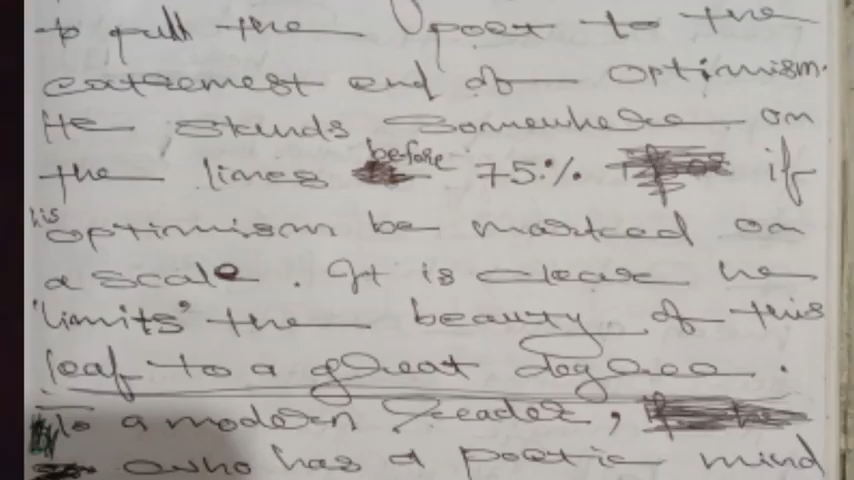 to pull the poet to the
extremest end of optimism.
He stands somewhere on
the lines before 75% if
his optimism be marked on
a scale. It is clear he
'limits' the beauty of this
leaf to a great degree.
To a modern reader,
who has a poetic mind